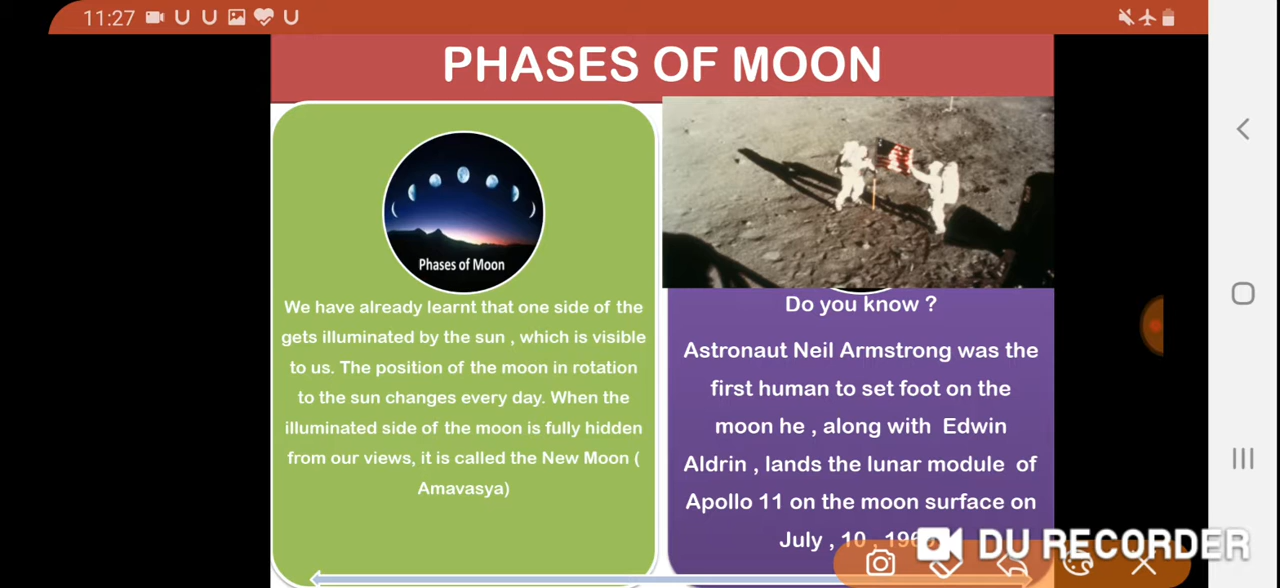 11:27
PHASES OF MOON
Phases of Moon
We have already learnt that one side of the
gets illuminated by the sun , which is visible
to us. The position of the moon in rotation
to the sun changes every day. When the
illuminated side of the moon is fully hidden
from our views, it is called the New Moon (
Amavasya)
Do you know ?
Astronaut Neil Armstrong was the
first human to set foot on the
moon he , along with Edwin
Aldrin , lands the lunar module of
Apollo 11 on the moon surface on
July , 10 ,
DU RECORDER